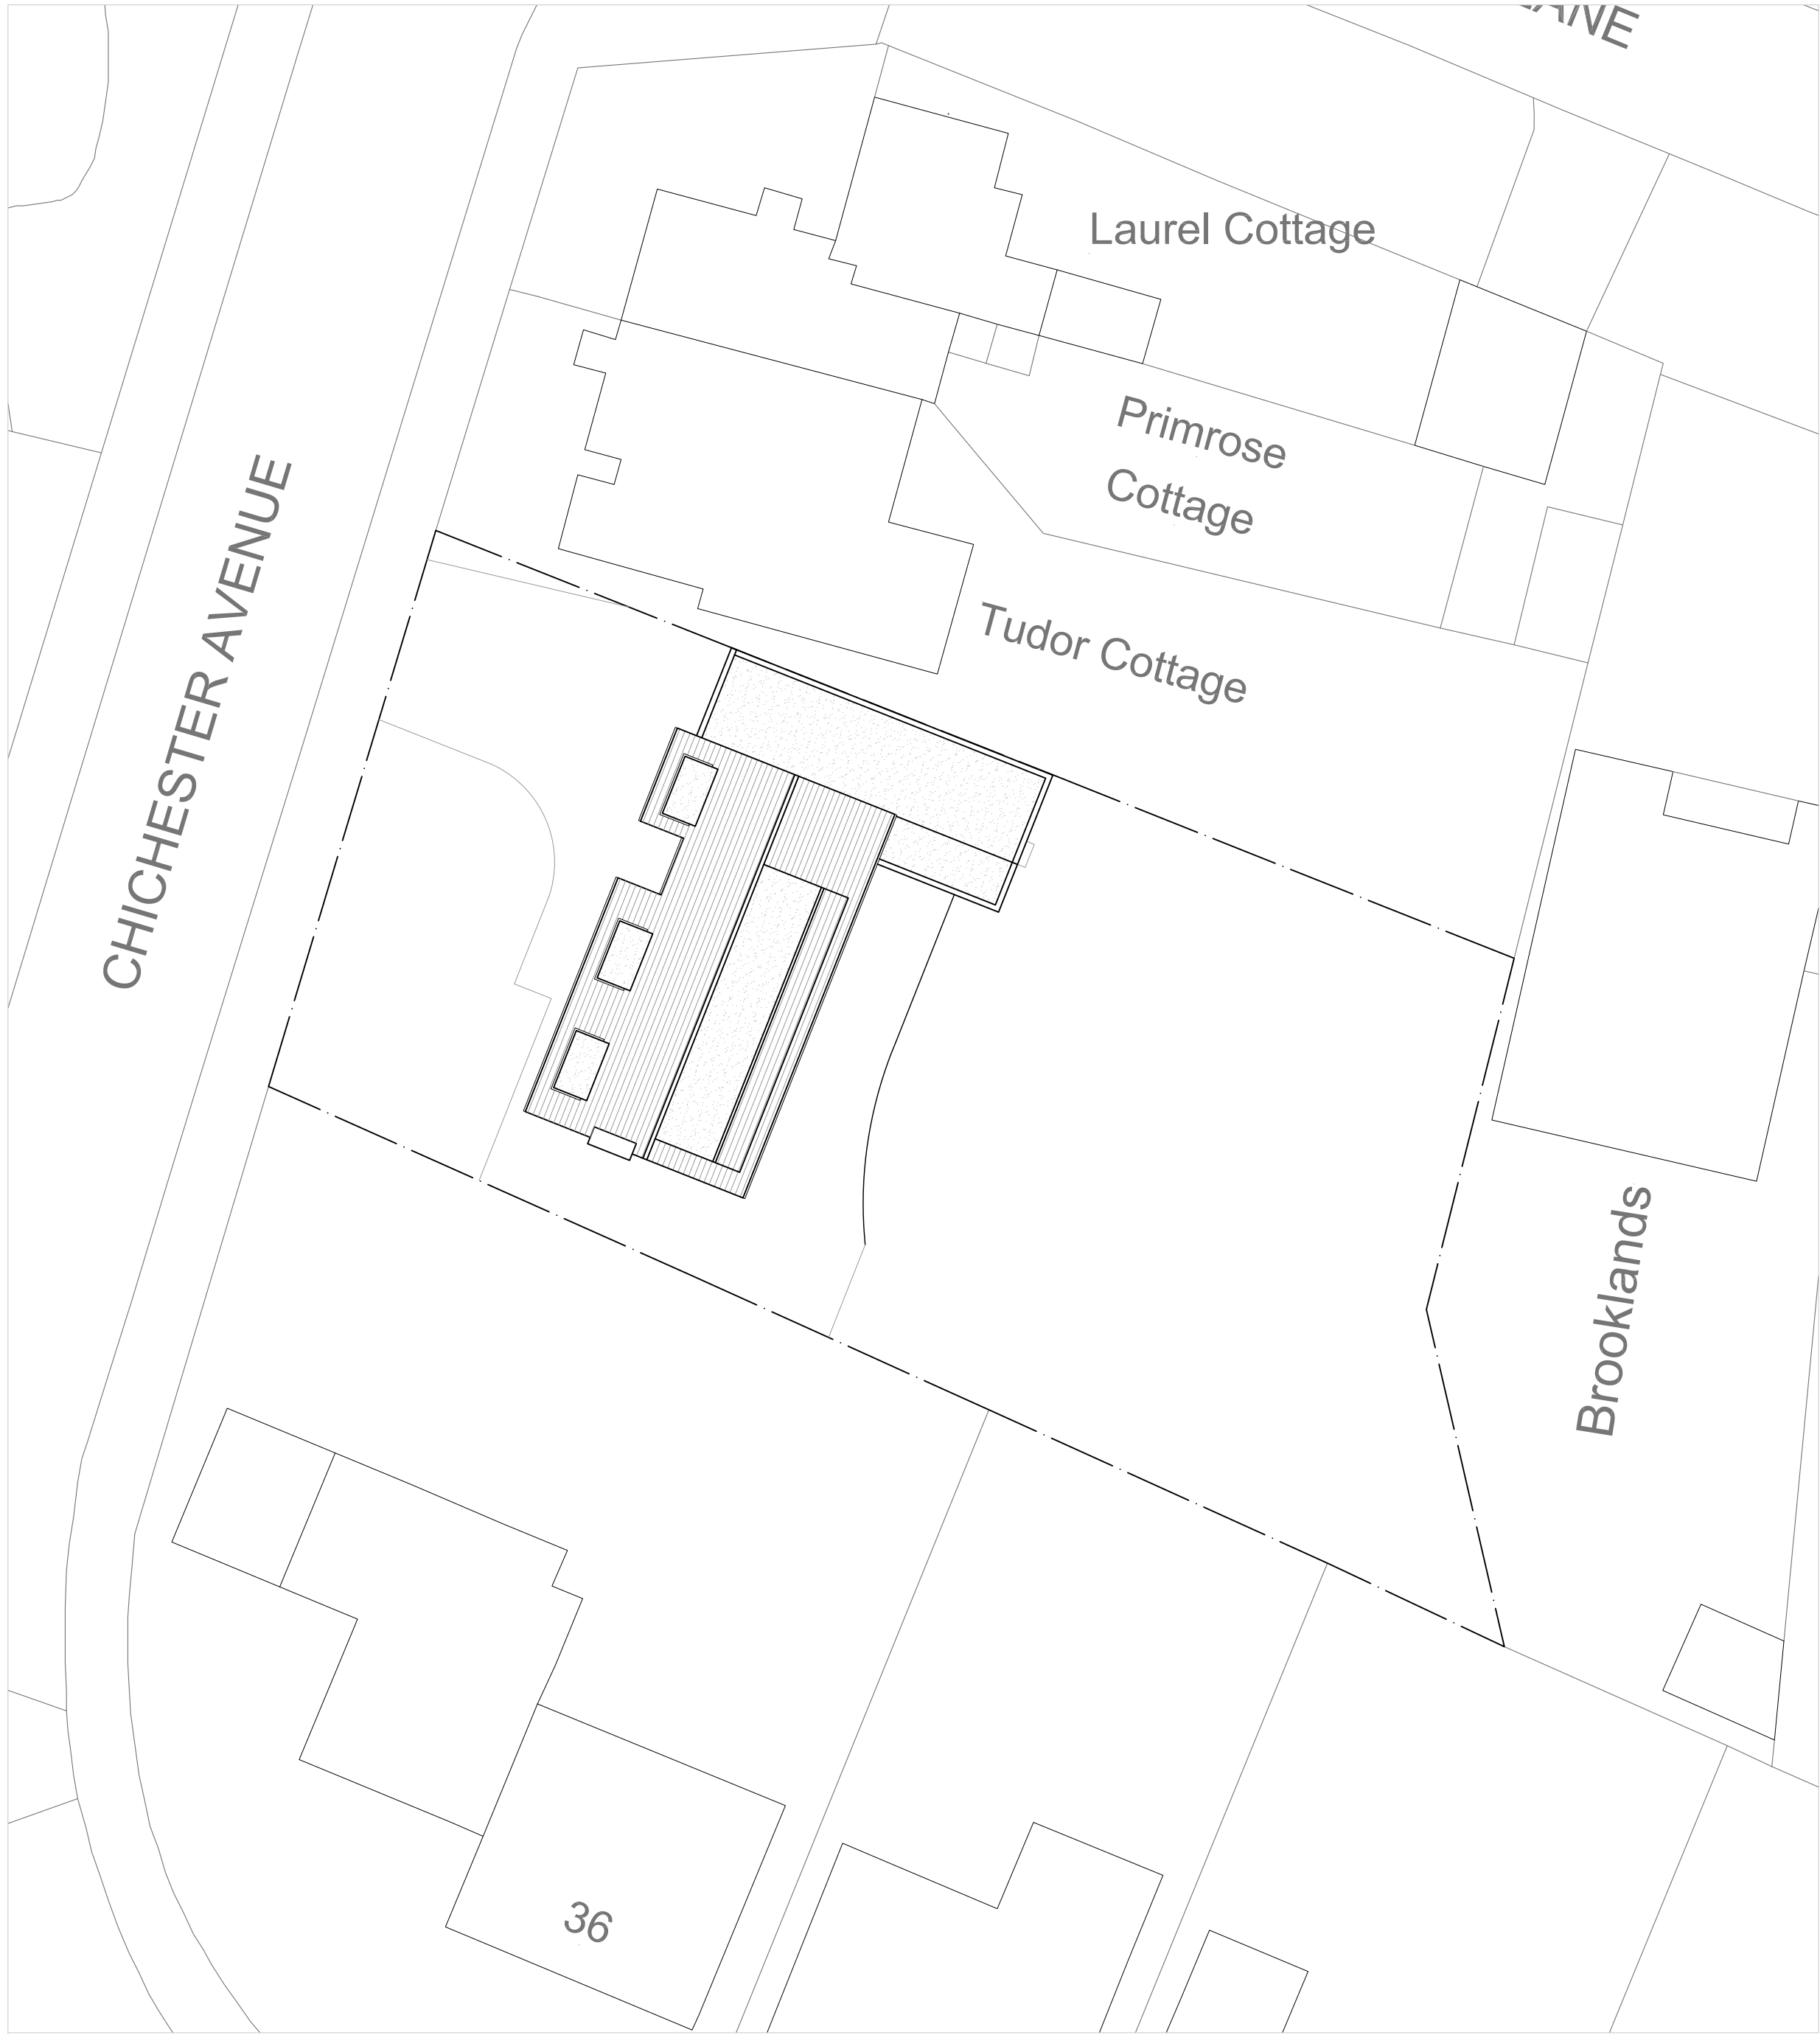 Laurel Cottage
Primrose
Cottage
Tudor Cottage
CHICHESTER AVENUE
Brooklands
36